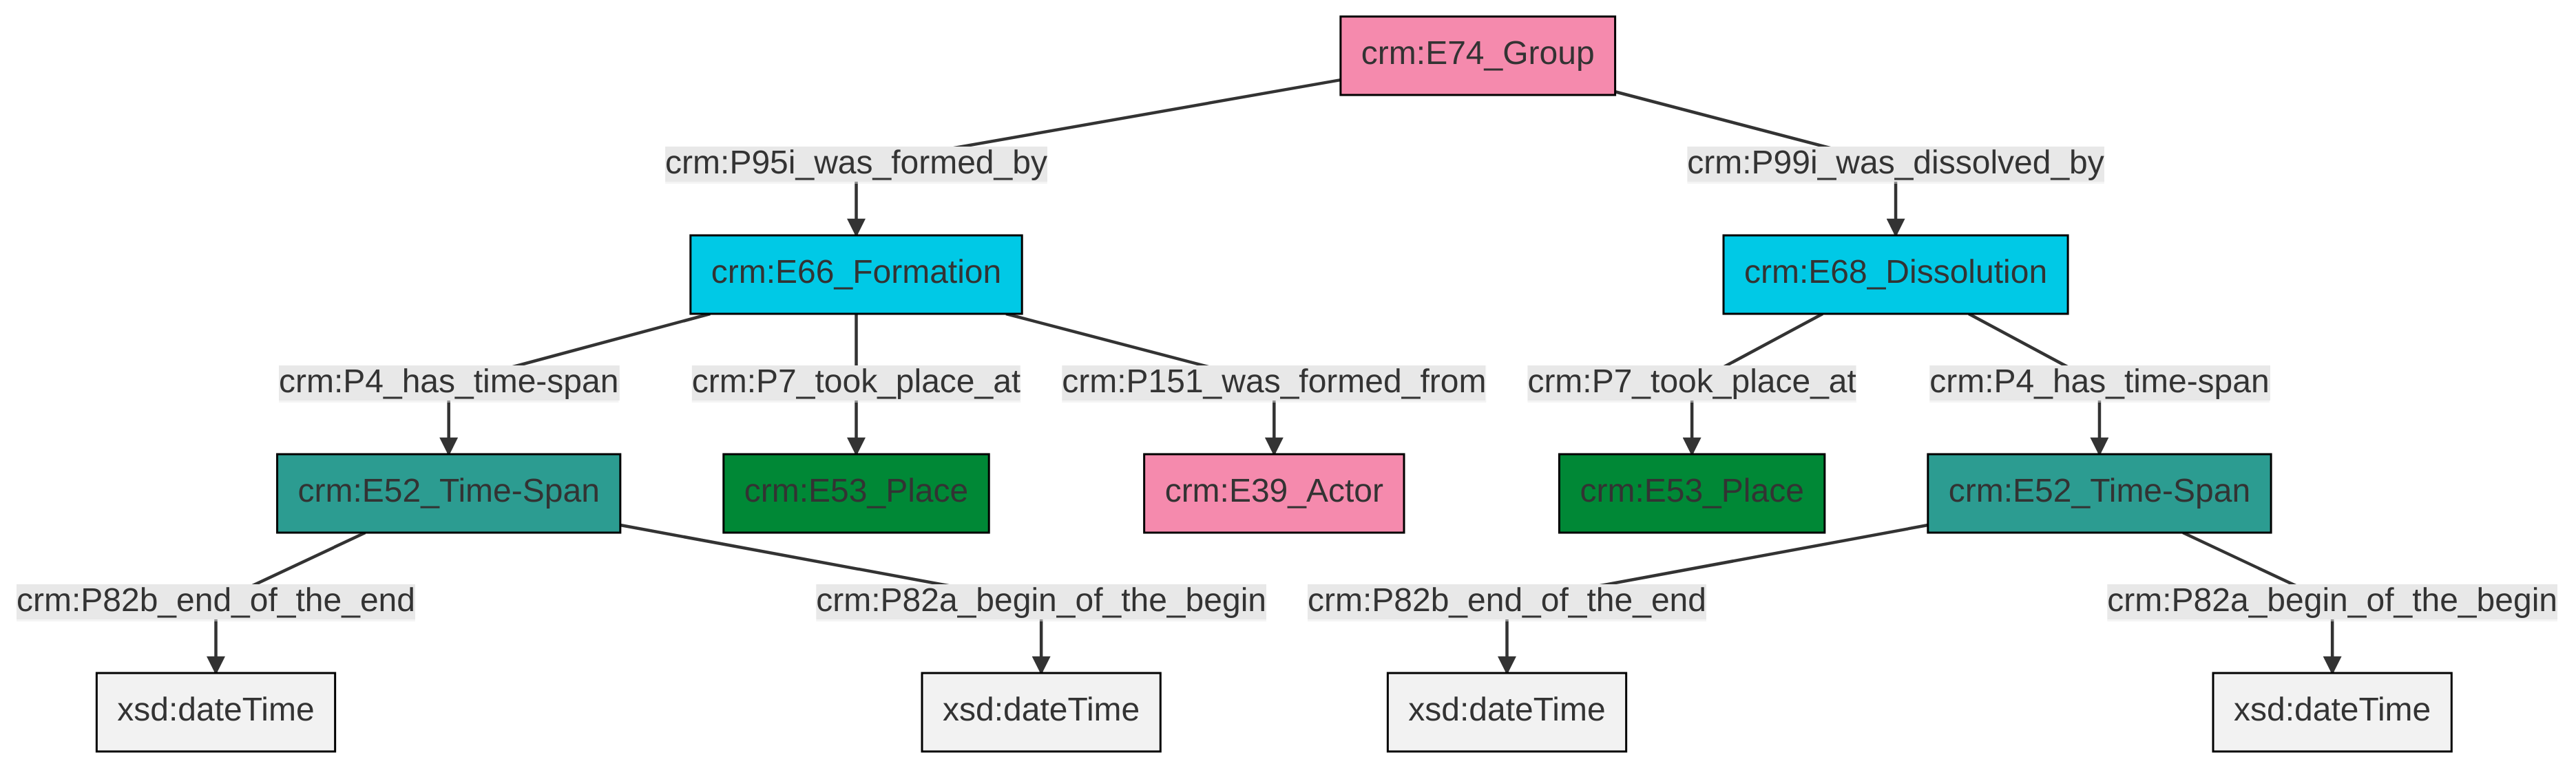 crm:E74_Group
crm:P95i_was_formed_by
crm:P99i_was_dissolved_by
crm:E66_Formation
crm:E68_Dissolution
crm:P4_has_time-span
crm:P7_took_place_at
crm:P151_was_formed_from
crm:P7_took_place_at
crm:P4_has_time-span
crm:E52_Time-Span
crm:E53_Place
crm:E39_Actor
crm:E53_Place
crm:E52_Time-Span
crm:P82b_end_of_the_end
crm:P82a_begin_of_the_begin
crm:P82b_end_of_the_end
crm:P82a_begin_of_the_begin
xsd:dateTime
xsd:dateTime
xsd:dateTime
xsd:dateTime